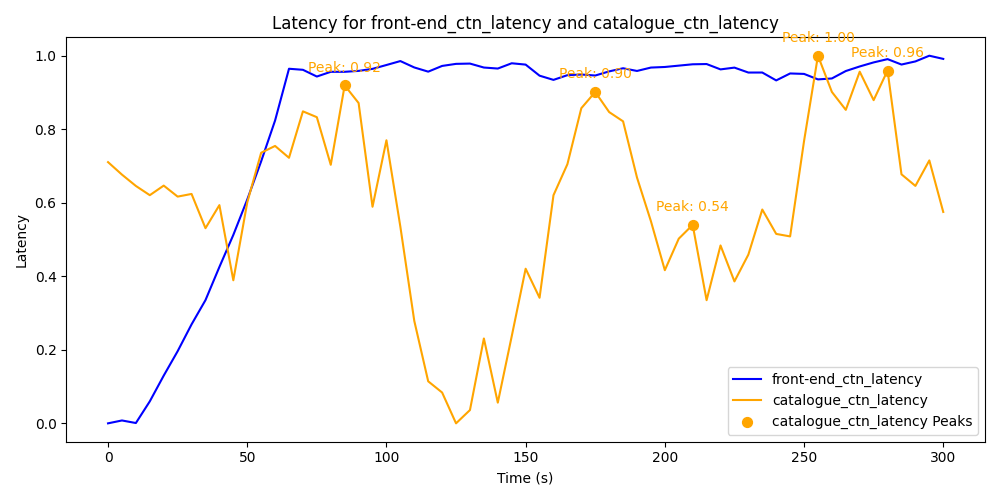 Latency for front-end_ctn_latency and catalogue_ctn_latency
Peak: 1.00
Peak: 0.96
Peak: 0.92
Peak: 0.90
Peak: 0.54
1.0
0.8
0.6
0.4
0.2
0.0
Latency
front-end_ctn_latency
catalogue_ctn_latency
catalogue_ctn_latency Peaks
0 50 100 150 200 250 300
Time (s)